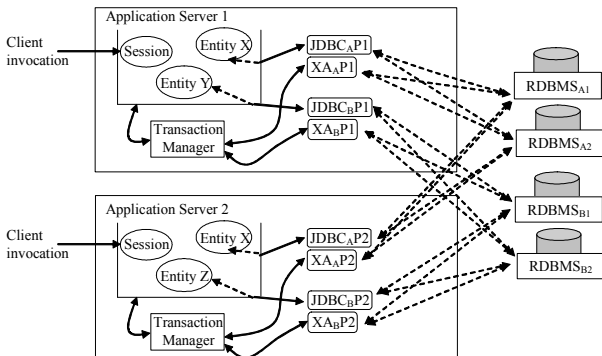 Application Server 1
Client
invocation
Session
Entity X
Entity Y
Transaction
Manager
JDBCAP1
XAAP1
JDBCBP1
XABP1
Application Server 2
Client
invocation
Session
Entity X
Entity Z
Transaction
Manager
JDBCAP2
XAAP2
JDBCBP2
XABP2
RDBMSA1
RDBMSA2
RDBMSB1
RDBMSB2